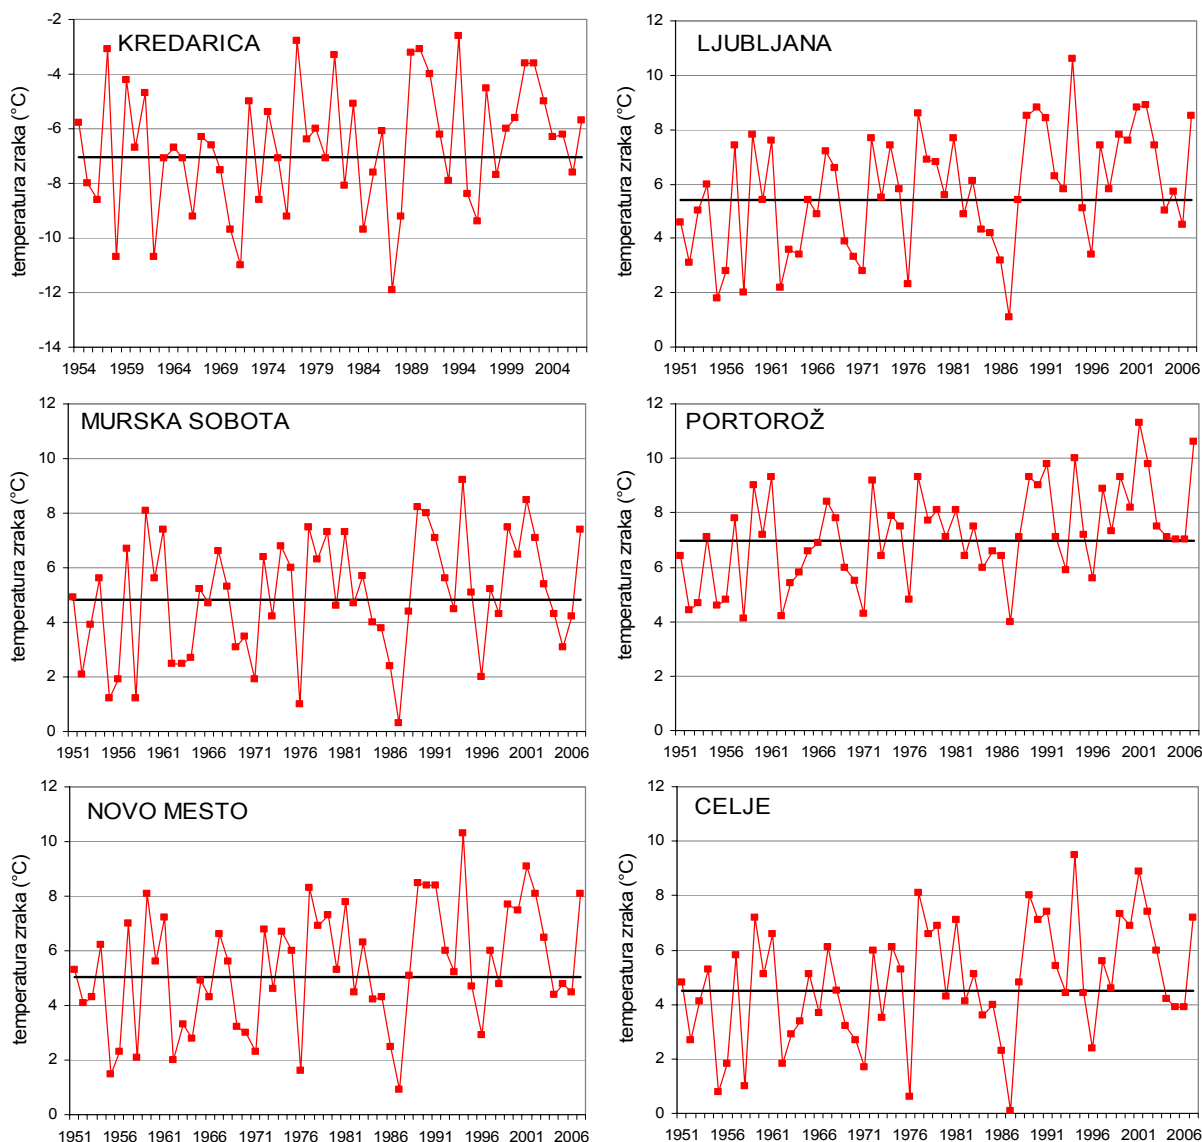 KREDARICA
temperatura zraka (°C)
-2
-4
-6
-8
-10
-12
-14
1954 1959 1964 1969 1974 1979 1984 1989 1994 1999 2004
LJUBLJANA
temperatura zraka (°C)
12
10
8
6
4
2
0
1951 1956 1961 1966 1971 1976 1981 1986 1991 1996 2001 2006
MURSKA SOBOTA
temperatura zraka (°C)
12
10
8
6
4
2
0
1951 1956 1961 1966 1971 1976 1981 1986 1991 1996 2001 2006
PORTOROŽ
temperatura zraka (°C)
12
10
8
6
4
2
0
1951 1956 1961 1966 1971 1976 1981 1986 1991 1996 2001 2006
NOVO MESTO
temperatura zraka (°C)
12
10
8
6
4
2
0
1951 1956 1961 1966 1971 1976 1981 1986 1991 1996 2001 2006
CELJE
temperatura zraka (°C)
12
10
8
6
4
2
0
1951 1956 1961 1966 1971 1976 1981 1986 1991 1996 2001 2006